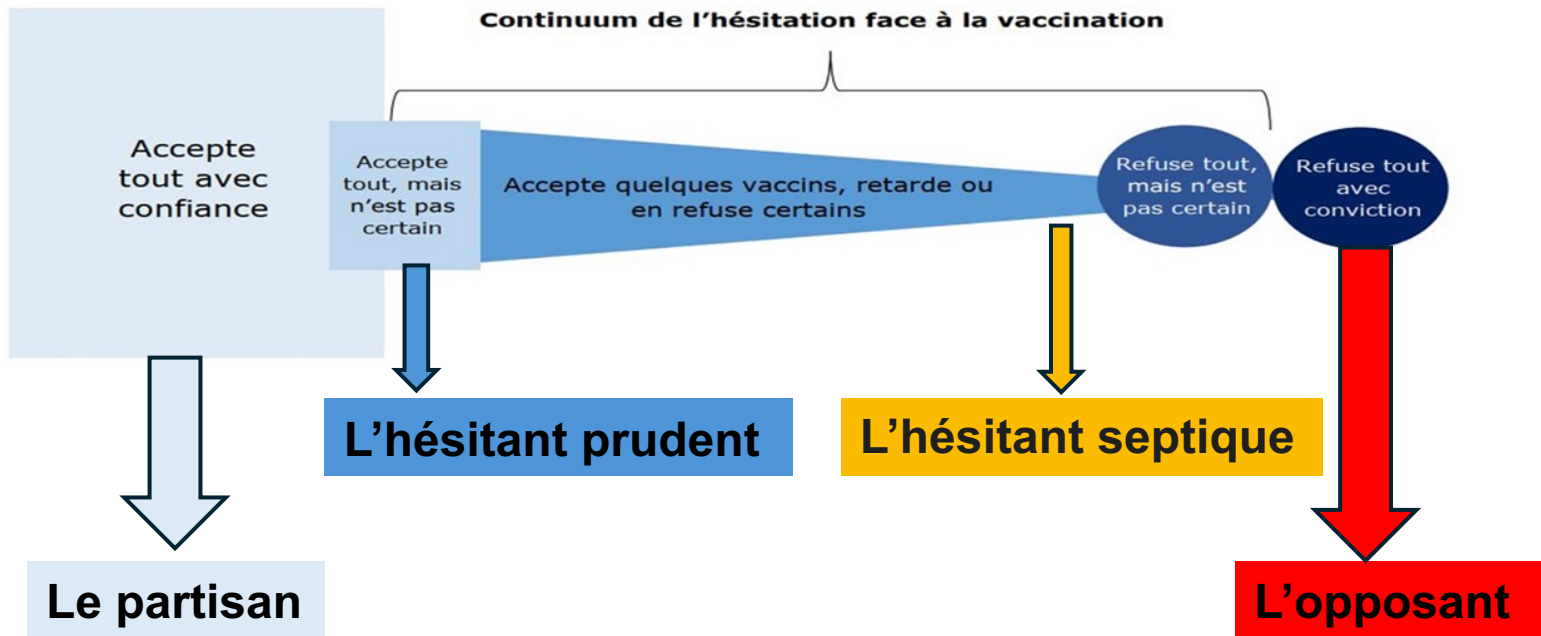 Continuum de l’hésitation face à la vaccination
Accepte
tout avec
confiance
Accepte
tout, mais
n’est pas
certain
Accepte quelques vaccins, retarde ou
en refuse certains
Refuse tout,
mais n’est
pas certain
Refuse tout
avec
conviction
L’hésitant prudent
L’hésitant septique
Le partisan
L’opposant